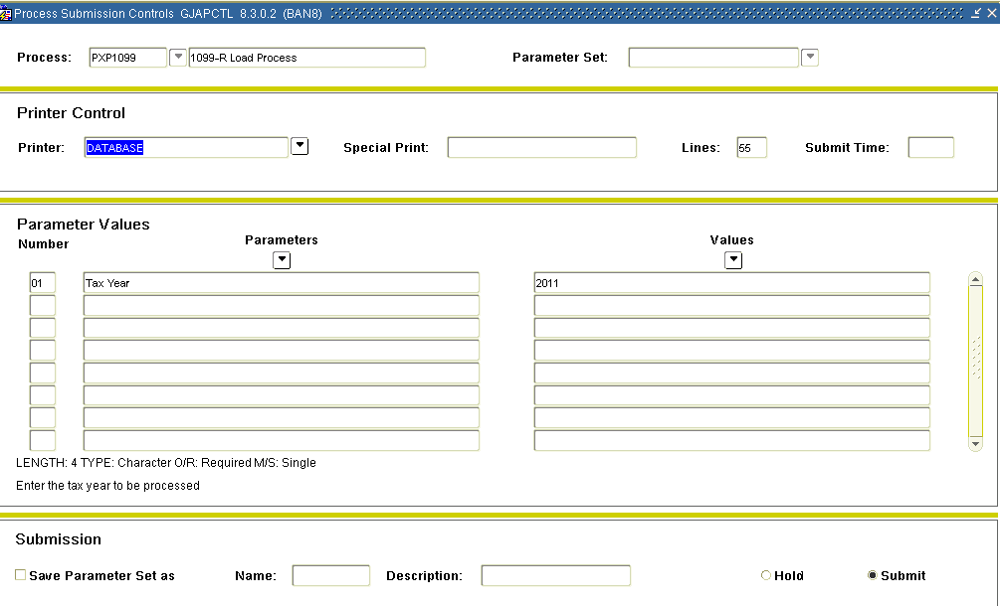 Process Submission Controls GJAPCTL 8.3.0.2 (BAN8)
Process: PXP1099 1099-R Load Process Parameter Set:
Printer Control
Printer: DATABASE Special Print: Lines: 55 Submit Time:
Parameter Values
Number Parameters Values
01 Tax Year 2011
LENGTH: 4 TYPE: Character O/R: Required M/S: Single
Enter the tax year to be processed
Submission
Save Parameter Set as Name: Description: Hold Submit